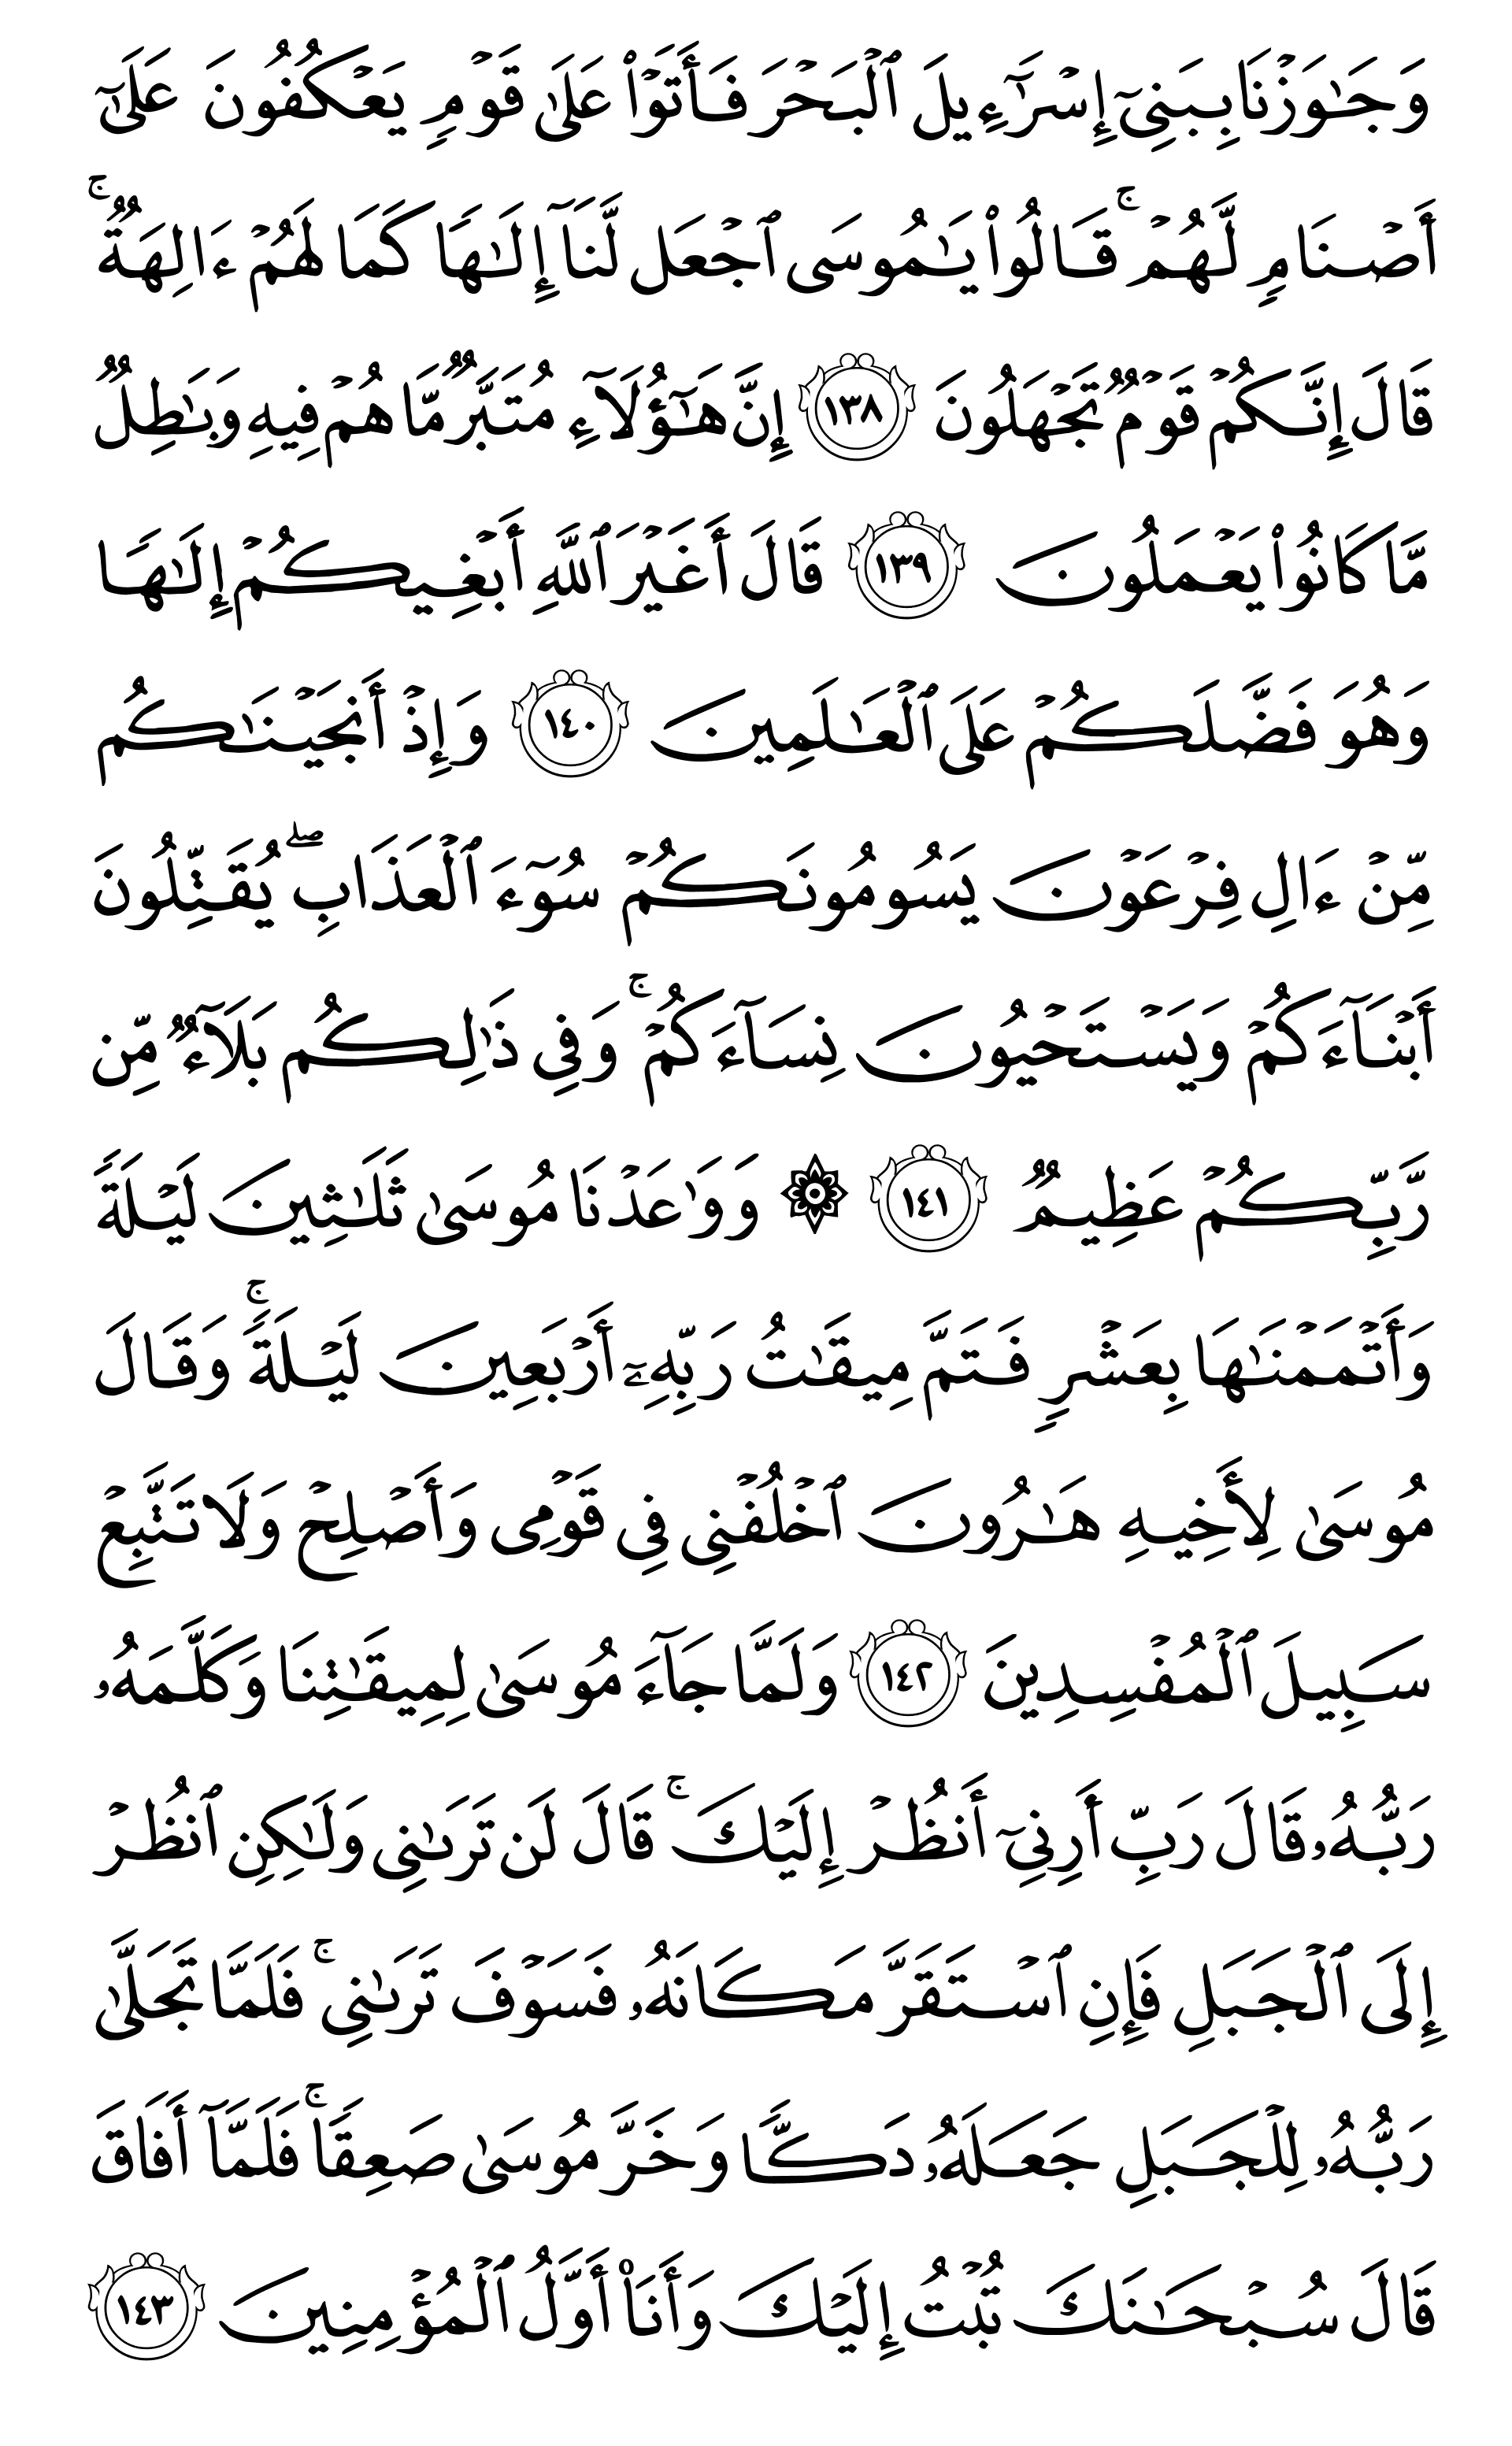 وَجَٰوَزْنَا بِبَنِىٓ إِسْرَٰٓءِيلَ ٱلْبَحْرَ فَأَتَوْا۟ عَلَىٰ قَوْمٍ يَعْكُفُونَ عَلَىٰٓ
أَصْنَامٍ لَّهُمْ ۚ قَالُوا۟ يَٰمُوسَى ٱجْعَل لَّنَآ إِلَٰهًا كَمَا لَهُمْ ءَالِهَةٌ ۚ
قَالَ إِنَّكُمْ قَوْمٌ تَجْهَلُونَ ١٣٨ إِنَّ هَٰٓؤُلَآءِ مُتَبَّرٌ مَّا هُمْ فِيهِ وَبَٰطِلٌ
مَّا كَانُوا۟ يَعْمَلُونَ ١٣٩ قَالَ أَغَيْرَ ٱللَّهِ أَبْغِيكُمْ إِلَٰهًا
وَهُوَ فَضَّلَكُمْ عَلَى ٱلْعَٰلَمِينَ ١٤٠ وَإِذْ أَنجَيْنَٰكُم
مِّنْ ءَالِ فِرْعَوْنَ يَسُومُونَكُمْ سُوٓءَ ٱلْعَذَابِ ۖ يُقَتِّلُونَ
أَبْنَآءَكُمْ وَيَسْتَحْيُونَ نِسَآءَكُمْ ۚ وَفِى ذَٰلِكُم بَلَآءٌ مِّن
رَّبِّكُمْ عَظِيمٌ ١٤١ ۞ وَوَٰعَدْنَا مُوسَىٰ ثَلَٰثِينَ لَيْلَةً
وَأَتْمَمْنَٰهَا بِعَشْرٍ فَتَمَّ مِيقَٰتُ رَبِّهِۦٓ أَرْبَعِينَ لَيْلَةً ۚ وَقَالَ
مُوسَىٰ لِأَخِيهِ هَٰرُونَ ٱخْلُفْنِى فِى قَوْمِى وَأَصْلِحْ وَلَا تَتَّبِعْ
سَبِيلَ ٱلْمُفْسِدِينَ ١٤٢ وَلَمَّا جَآءَ مُوسَىٰ لِمِيقَٰتِنَا وَكَلَّمَهُۥ
رَبُّهُۥ قَالَ رَبِّ أَرِنِىٓ أَنظُرْ إِلَيْكَ ۚ قَالَ لَن تَرَىٰنِى وَلَٰكِنِ ٱنظُرْ
إِلَى ٱلْجَبَلِ فَإِنِ ٱسْتَقَرَّ مَكَانَهُۥ فَسَوْفَ تَرَىٰنِى ۚ فَلَمَّا تَجَلَّىٰ
رَبُّهُۥ لِلْجَبَلِ جَعَلَهُۥ دَكًّا وَخَرَّ مُوسَىٰ صَعِقًا ۚ فَلَمَّآ أَفَاقَ
قَالَ سُبْحَٰنَكَ تُبْتُ إِلَيْكَ وَأَنَا۠ أَوَّلُ ٱلْمُؤْمِنِينَ ١٤٣